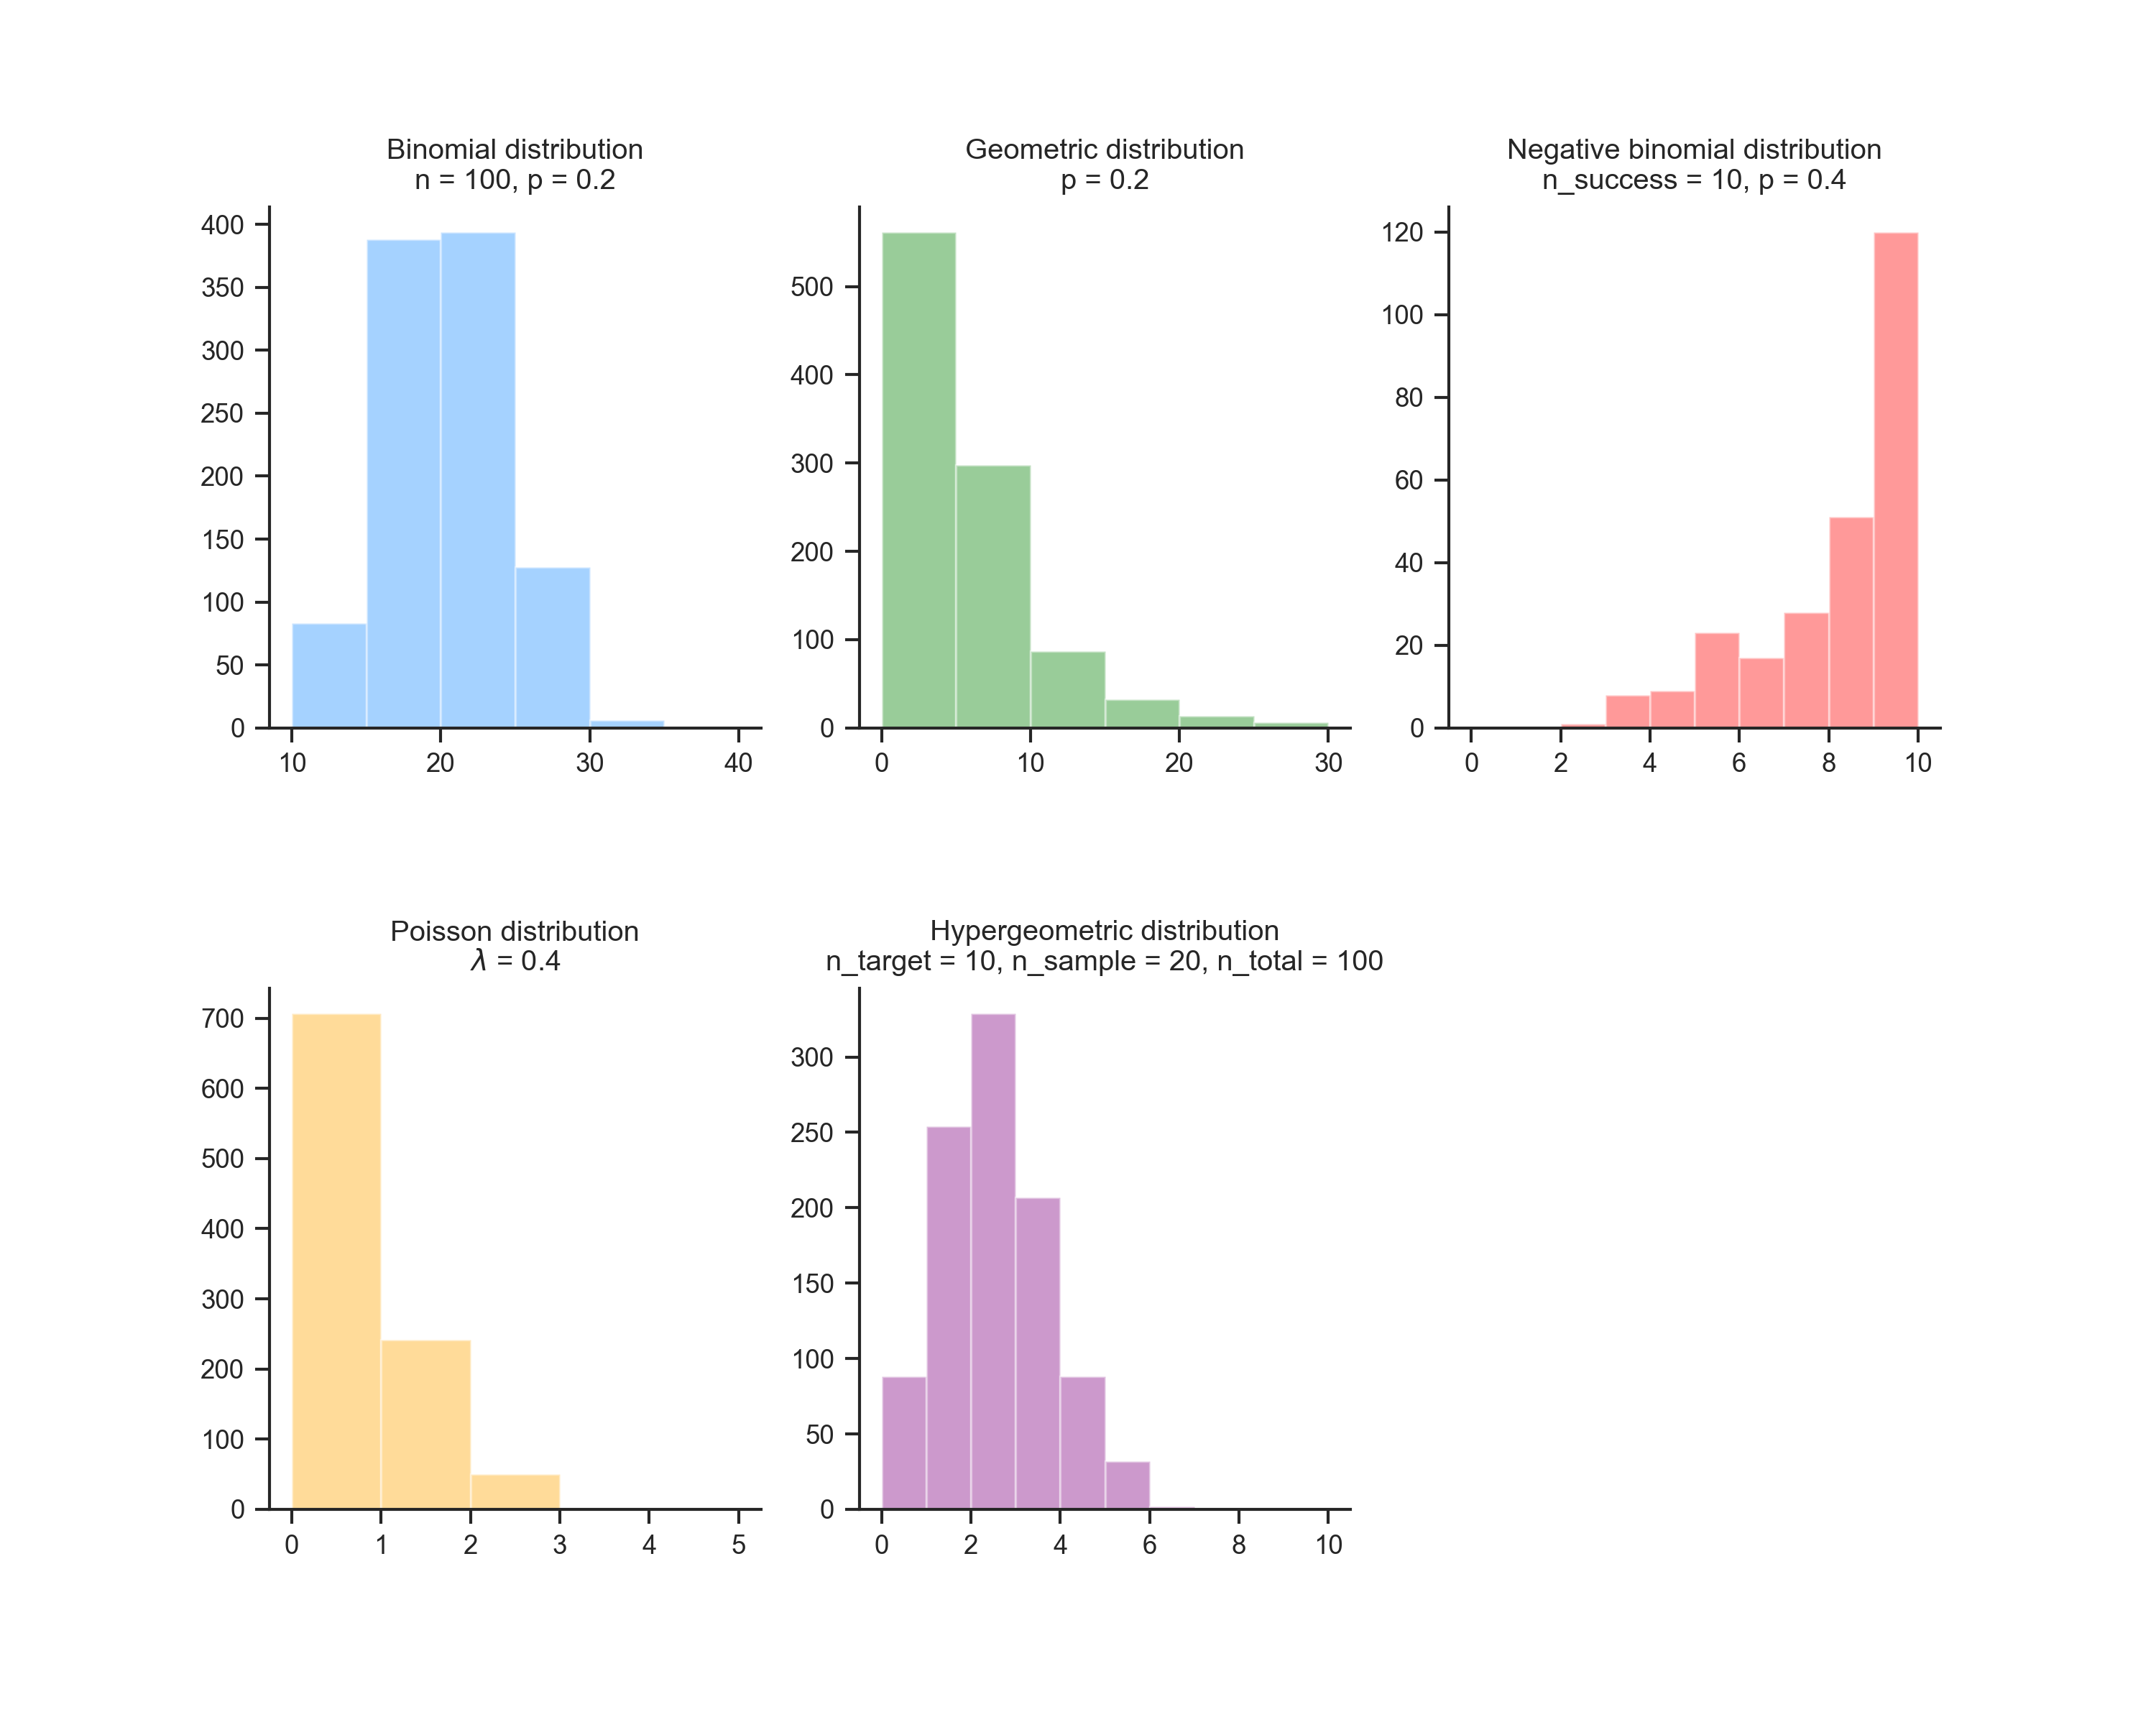 Binomial distribution
n = 100, p = 0.2
400
350
300
250
200
150
100
50
0
10 20 30 40
Geometric distribution
p = 0.2
500
400
300
200
100
0
0 10 20 30
Negative binomial distribution
n_success = 10, p = 0.4
120
100
80
60
40
20
0
0 2 4 6 8 10
Poisson distribution
λ = 0.4
700
600
500
400
300
200
100
0
0 1 2 3 4 5
Hypergeometric distribution
n_target = 10, n_sample = 20, n_total = 100
300
250
200
150
100
50
0
0 2 4 6 8 10